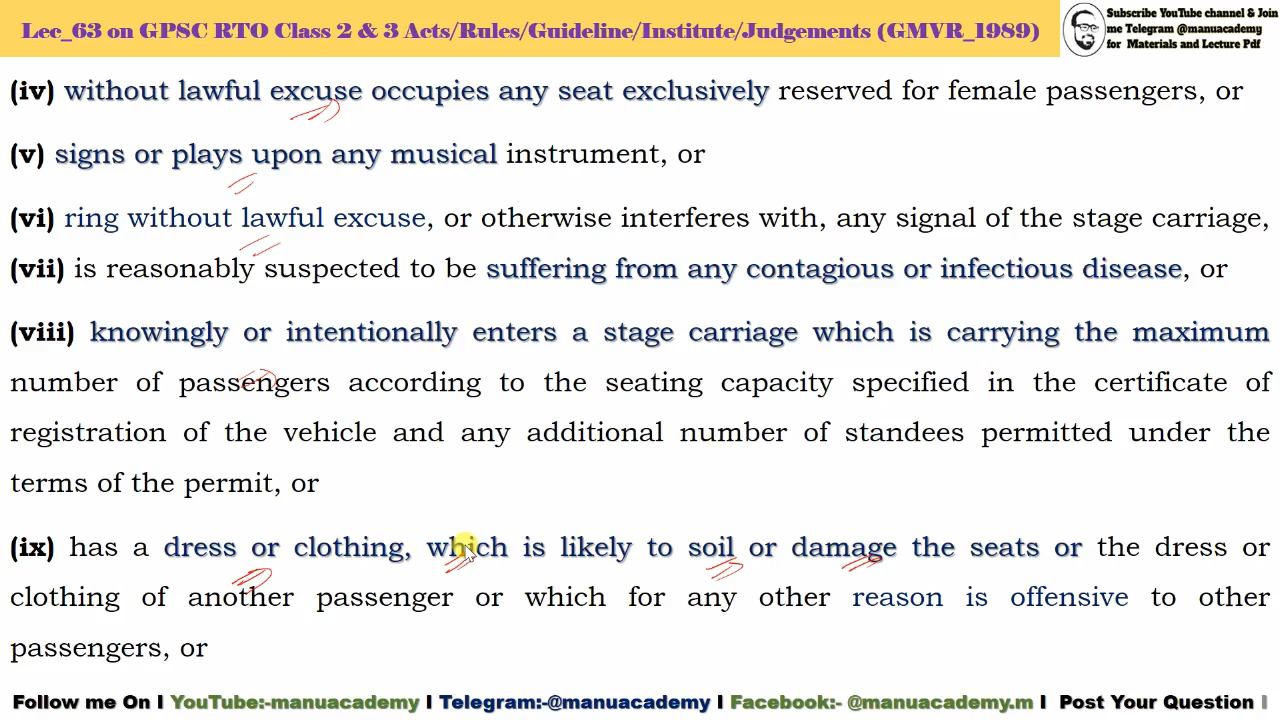 Lec_63 on GPSC RTO Class 2 & 3 Acts/Rules/Guideline/Institute/Judgements (GMVR_1989)
Subscribe YouTube channel & Join
me Telegram @manuacademy
for Materials and Lecture Pdf
(iv) without lawful excuse occupies any seat exclusively reserved for female passengers, or
(v) signs or plays upon any musical instrument, or
(vi) ring without lawful excuse, or otherwise interferes with, any signal of the stage carriage,
(vii) is reasonably suspected to be suffering from any contagious or infectious disease, or
(viii) knowingly or intentionally enters a stage carriage which is carrying the maximum
number of passengers according to the seating capacity specified in the certificate of
registration of the vehicle and any additional number of standees permitted under the
terms of the permit, or
(ix) has a dress or clothing, which is likely to soil or damage the seats or the dress or
clothing of another passenger or which for any other reason is offensive to other
passengers, or
Follow me On I YouTube:-manuacademy I Telegram:-@manuacademy I Facebook:- @manuacademy.m I Post Your Question I